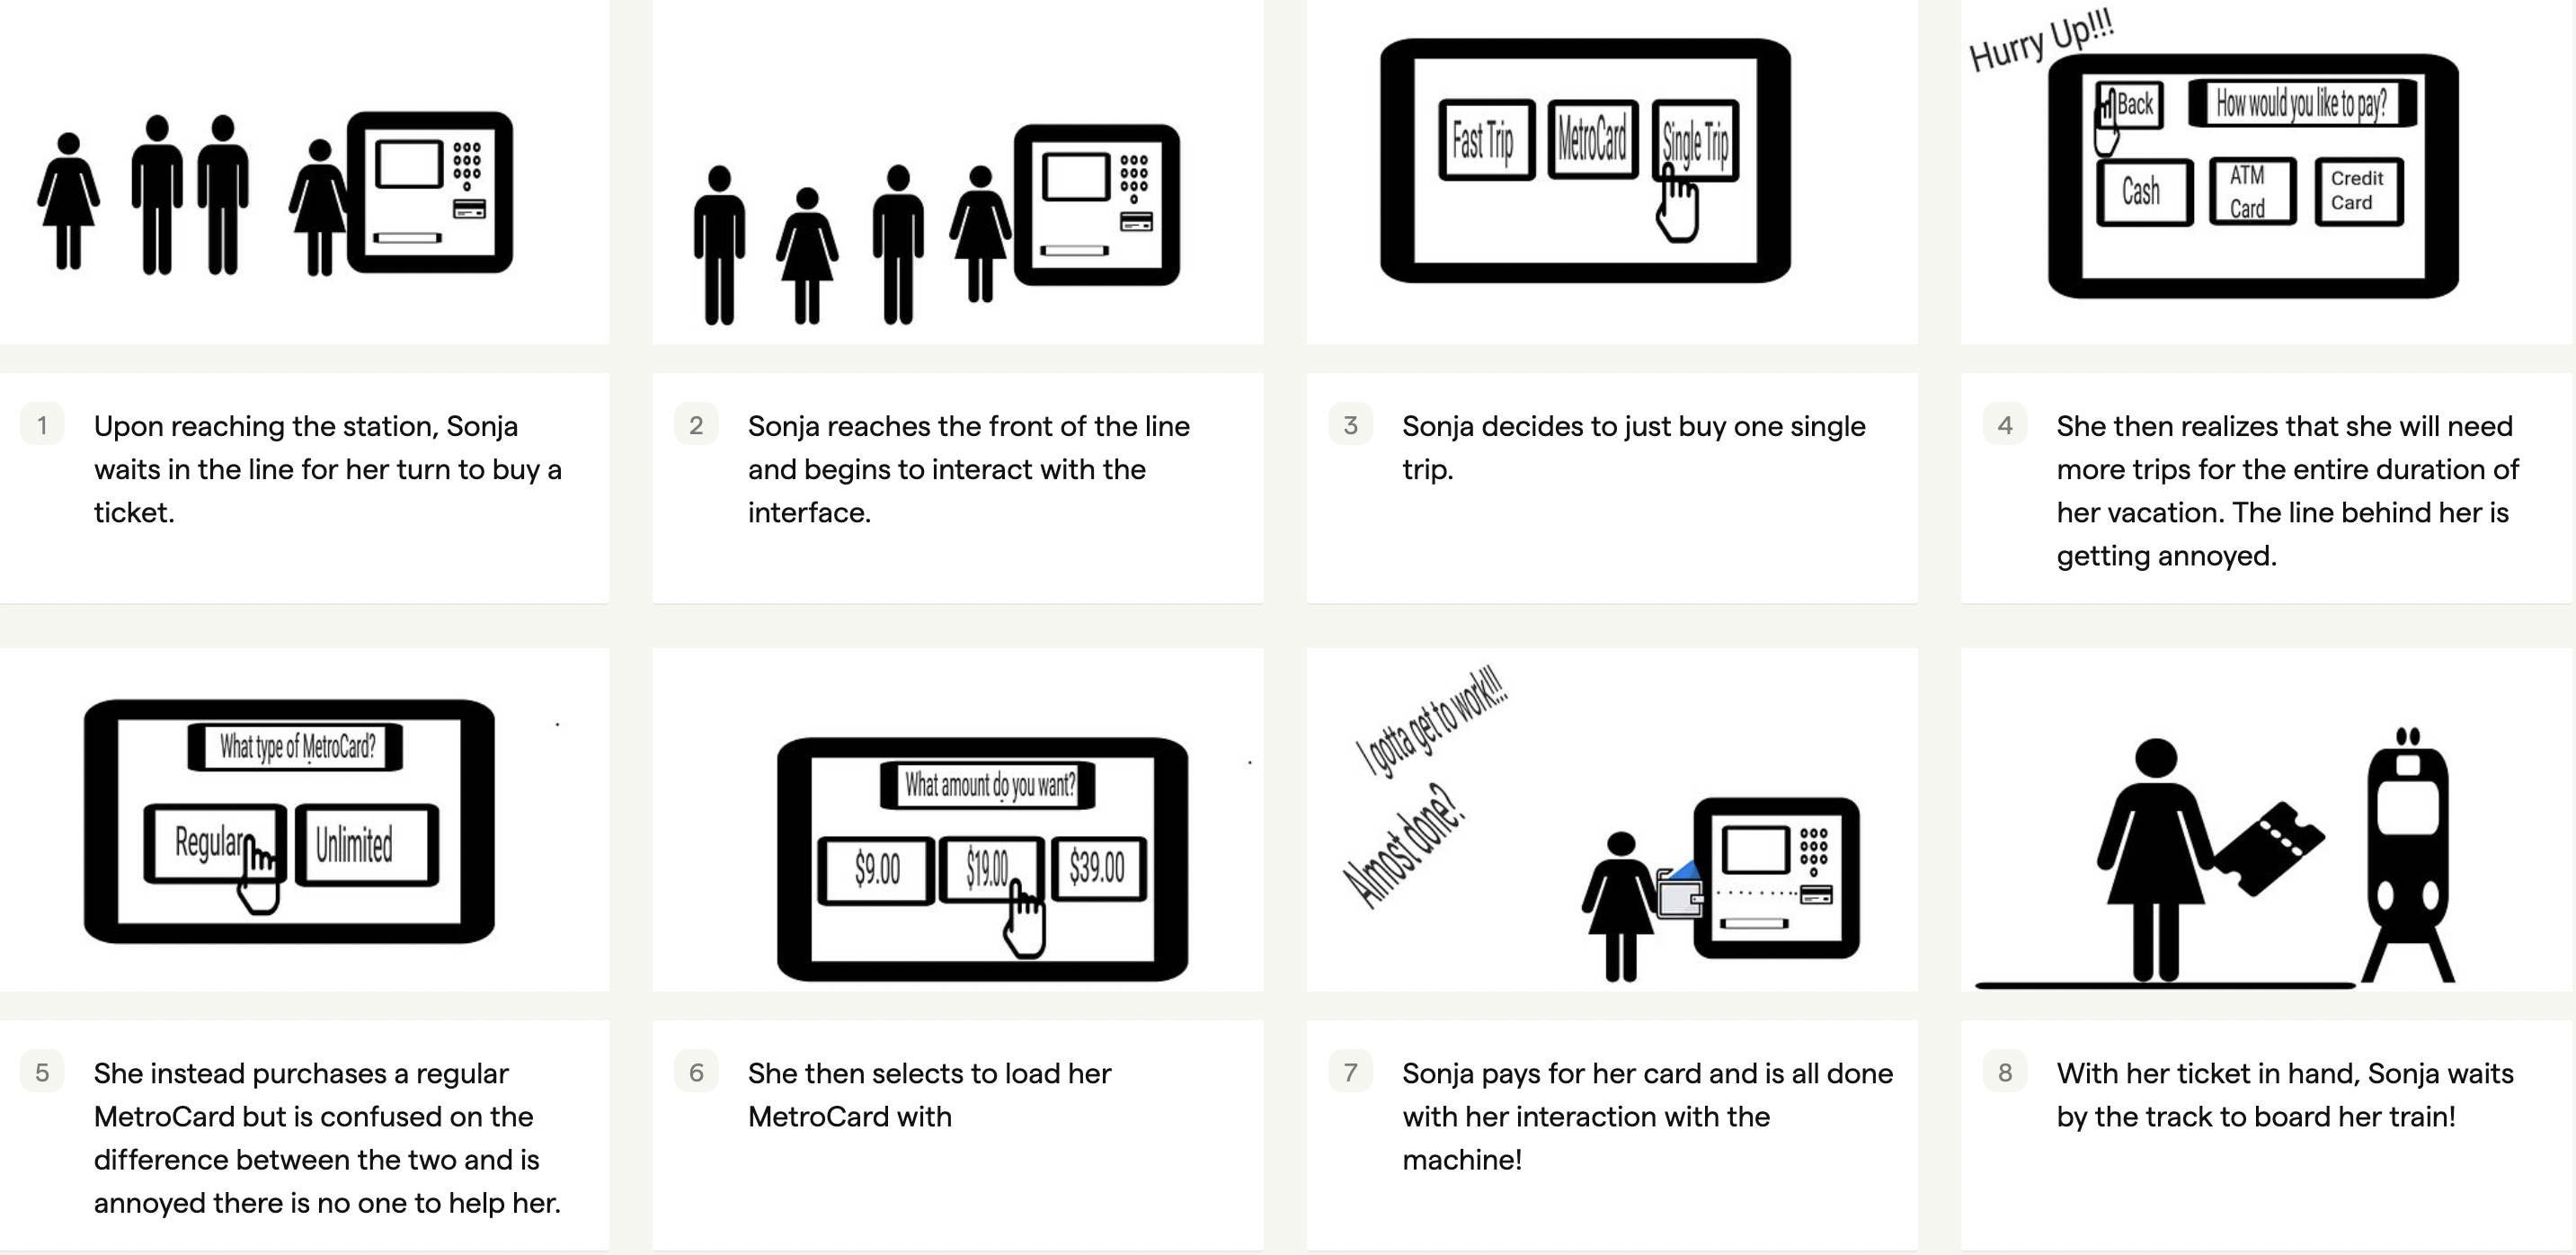 Fast Trip
MetroCard
Single Trip
Hurry Up!!!
Back
How would you like to pay?
Cash
ATM
Card
Credit
Card
1
Upon reaching the station, Sonja
waits in the line for her turn to buy a
ticket.
2
Sonja reaches the front of the line
and begins to interact with the
interface.
3
Sonja decides to just buy one single
trip.
4
She then realizes that she will need
more trips for the entire duration of
her vacation. The line behind her is
getting annoyed.
What type of MetroCard?
Regular
Unlimited
What amount do you want?
$9.00
$19.00
$39.00
I gotta get to work!!!
Almost done?
5
She instead purchases a regular
MetroCard but is confused on the
difference between the two and is
annoyed there is no one to help her.
6
She then selects to load her
MetroCard with
7
Sonja pays for her card and is all done
with her interaction with the
machine!
8
With her ticket in hand, Sonja waits
by the track to board her train!